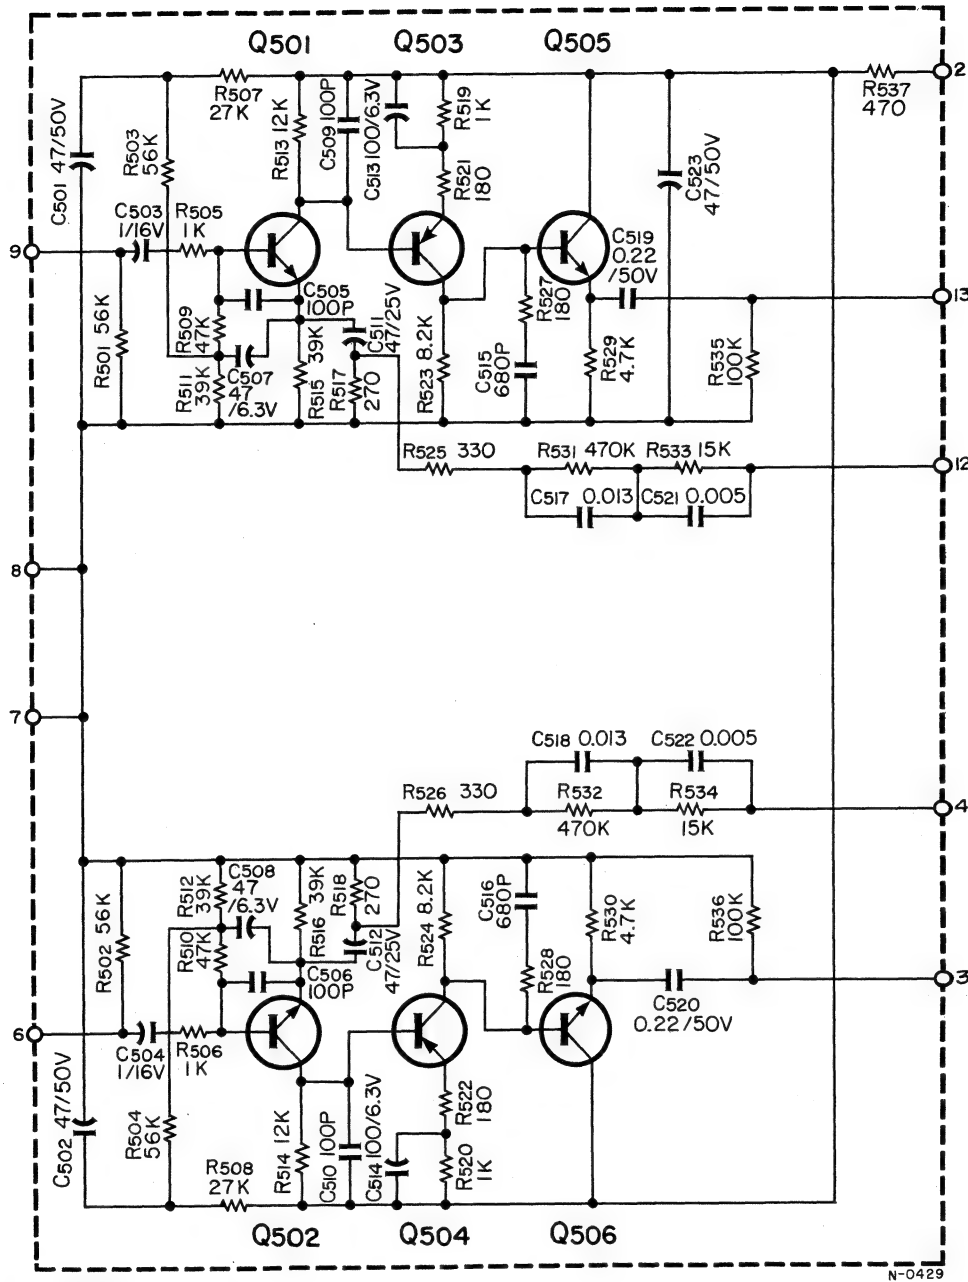 Q501 Q503 Q505
2
R537
470
R507
27K
C501 47/50V
R503
56K
R513 12K
C509 100P
C513 100/6.3V
R519
1K
R521
180
C523
47/50V
C503
1/16V
R505
1K
9
C519
0.22
/50V
13
C505
100P
R527
180
R501 56K
R509
47K
C511
47/25V
R511
39K
C507
47
/6.3V
R515 39K
R517
270
R523 8.2K
C515
680P
R529
4.7K
R535
100K
R525 330
R531 470K
R533 15K
12
C517 0.013
C521 0.005
8
7
C518 0.013
C522 0.005
R526 330
R532
470K
R534
15K
4
R512
39K
C508
47
/6.3V
R516 39K
R518
270
R524 8.2K
C516
680P
R530
4.7K
R536
100K
R502 56K
R510
47K
C512
47/25V
R528
180
C506
100P
3
C520
0.22/50V
6
C504
1/16V
R506
1K
C502 47/50V
R504
56K
R514 12K
C510 100P
C514 100/6.3V
R522
180
R520
1K
R508
27K
Q502 Q504 Q506
N-0429